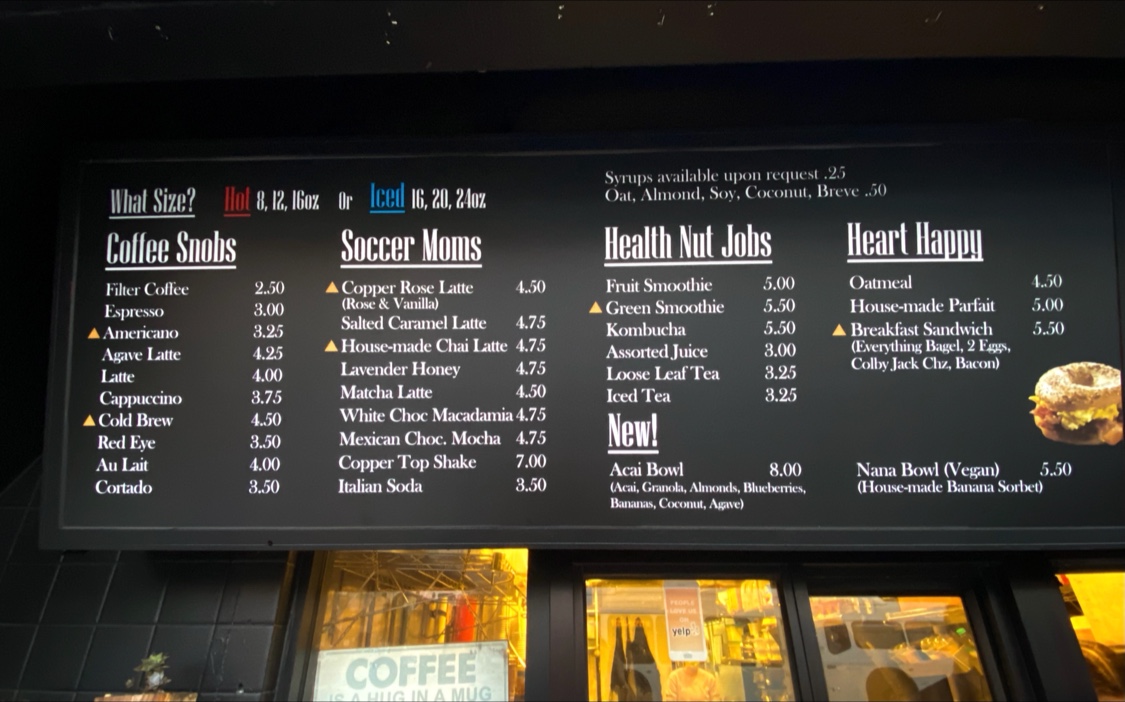 What Size? Hot 8, 12, 16oz Or Iced 16, 20, 24oz
Syrups available upon request .25
Oat, Almond, Soy, Coconut, Breve .50
Coffee Snobs
Filter Coffee 2.50
Espresso 3.00
Americano 3.25
Agave Latte 4.25
Latte 4.00
Cappuccino 3.75
Cold Brew 4.50
Red Eye 3.50
Au Lait 4.00
Cortado 3.50
Soccer Moms
Copper Rose Latte 4.50
(Rose & Vanilla)
Salted Caramel Latte 4.75
House-made Chai Latte 4.75
Lavender Honey 4.75
Matcha Latte 4.50
White Choc Macadamia 4.75
Mexican Choc. Mocha 4.75
Copper Top Shake 7.00
Italian Soda 3.50
Health Nut Jobs
Fruit Smoothie 5.00
Green Smoothie 5.50
Kombucha 5.50
Assorted Juice 3.00
Loose Leaf Tea 3.25
Iced Tea 3.25
New!
Acai Bowl 8.00
(Acai, Granola, Almonds, Blueberries,
Bananas, Coconut, Agave)
Heart Happy
Oatmeal 4.50
House-made Parfait 5.00
Breakfast Sandwich 5.50
(Everything Bagel, 2 Eggs,
Colby Jack Chz, Bacon)
Nana Bowl (Vegan) 5.50
(House-made Banana Sorbet)
COFFEE
IS A HUG IN A MUG
PEOPLE
LOVE US
yelp